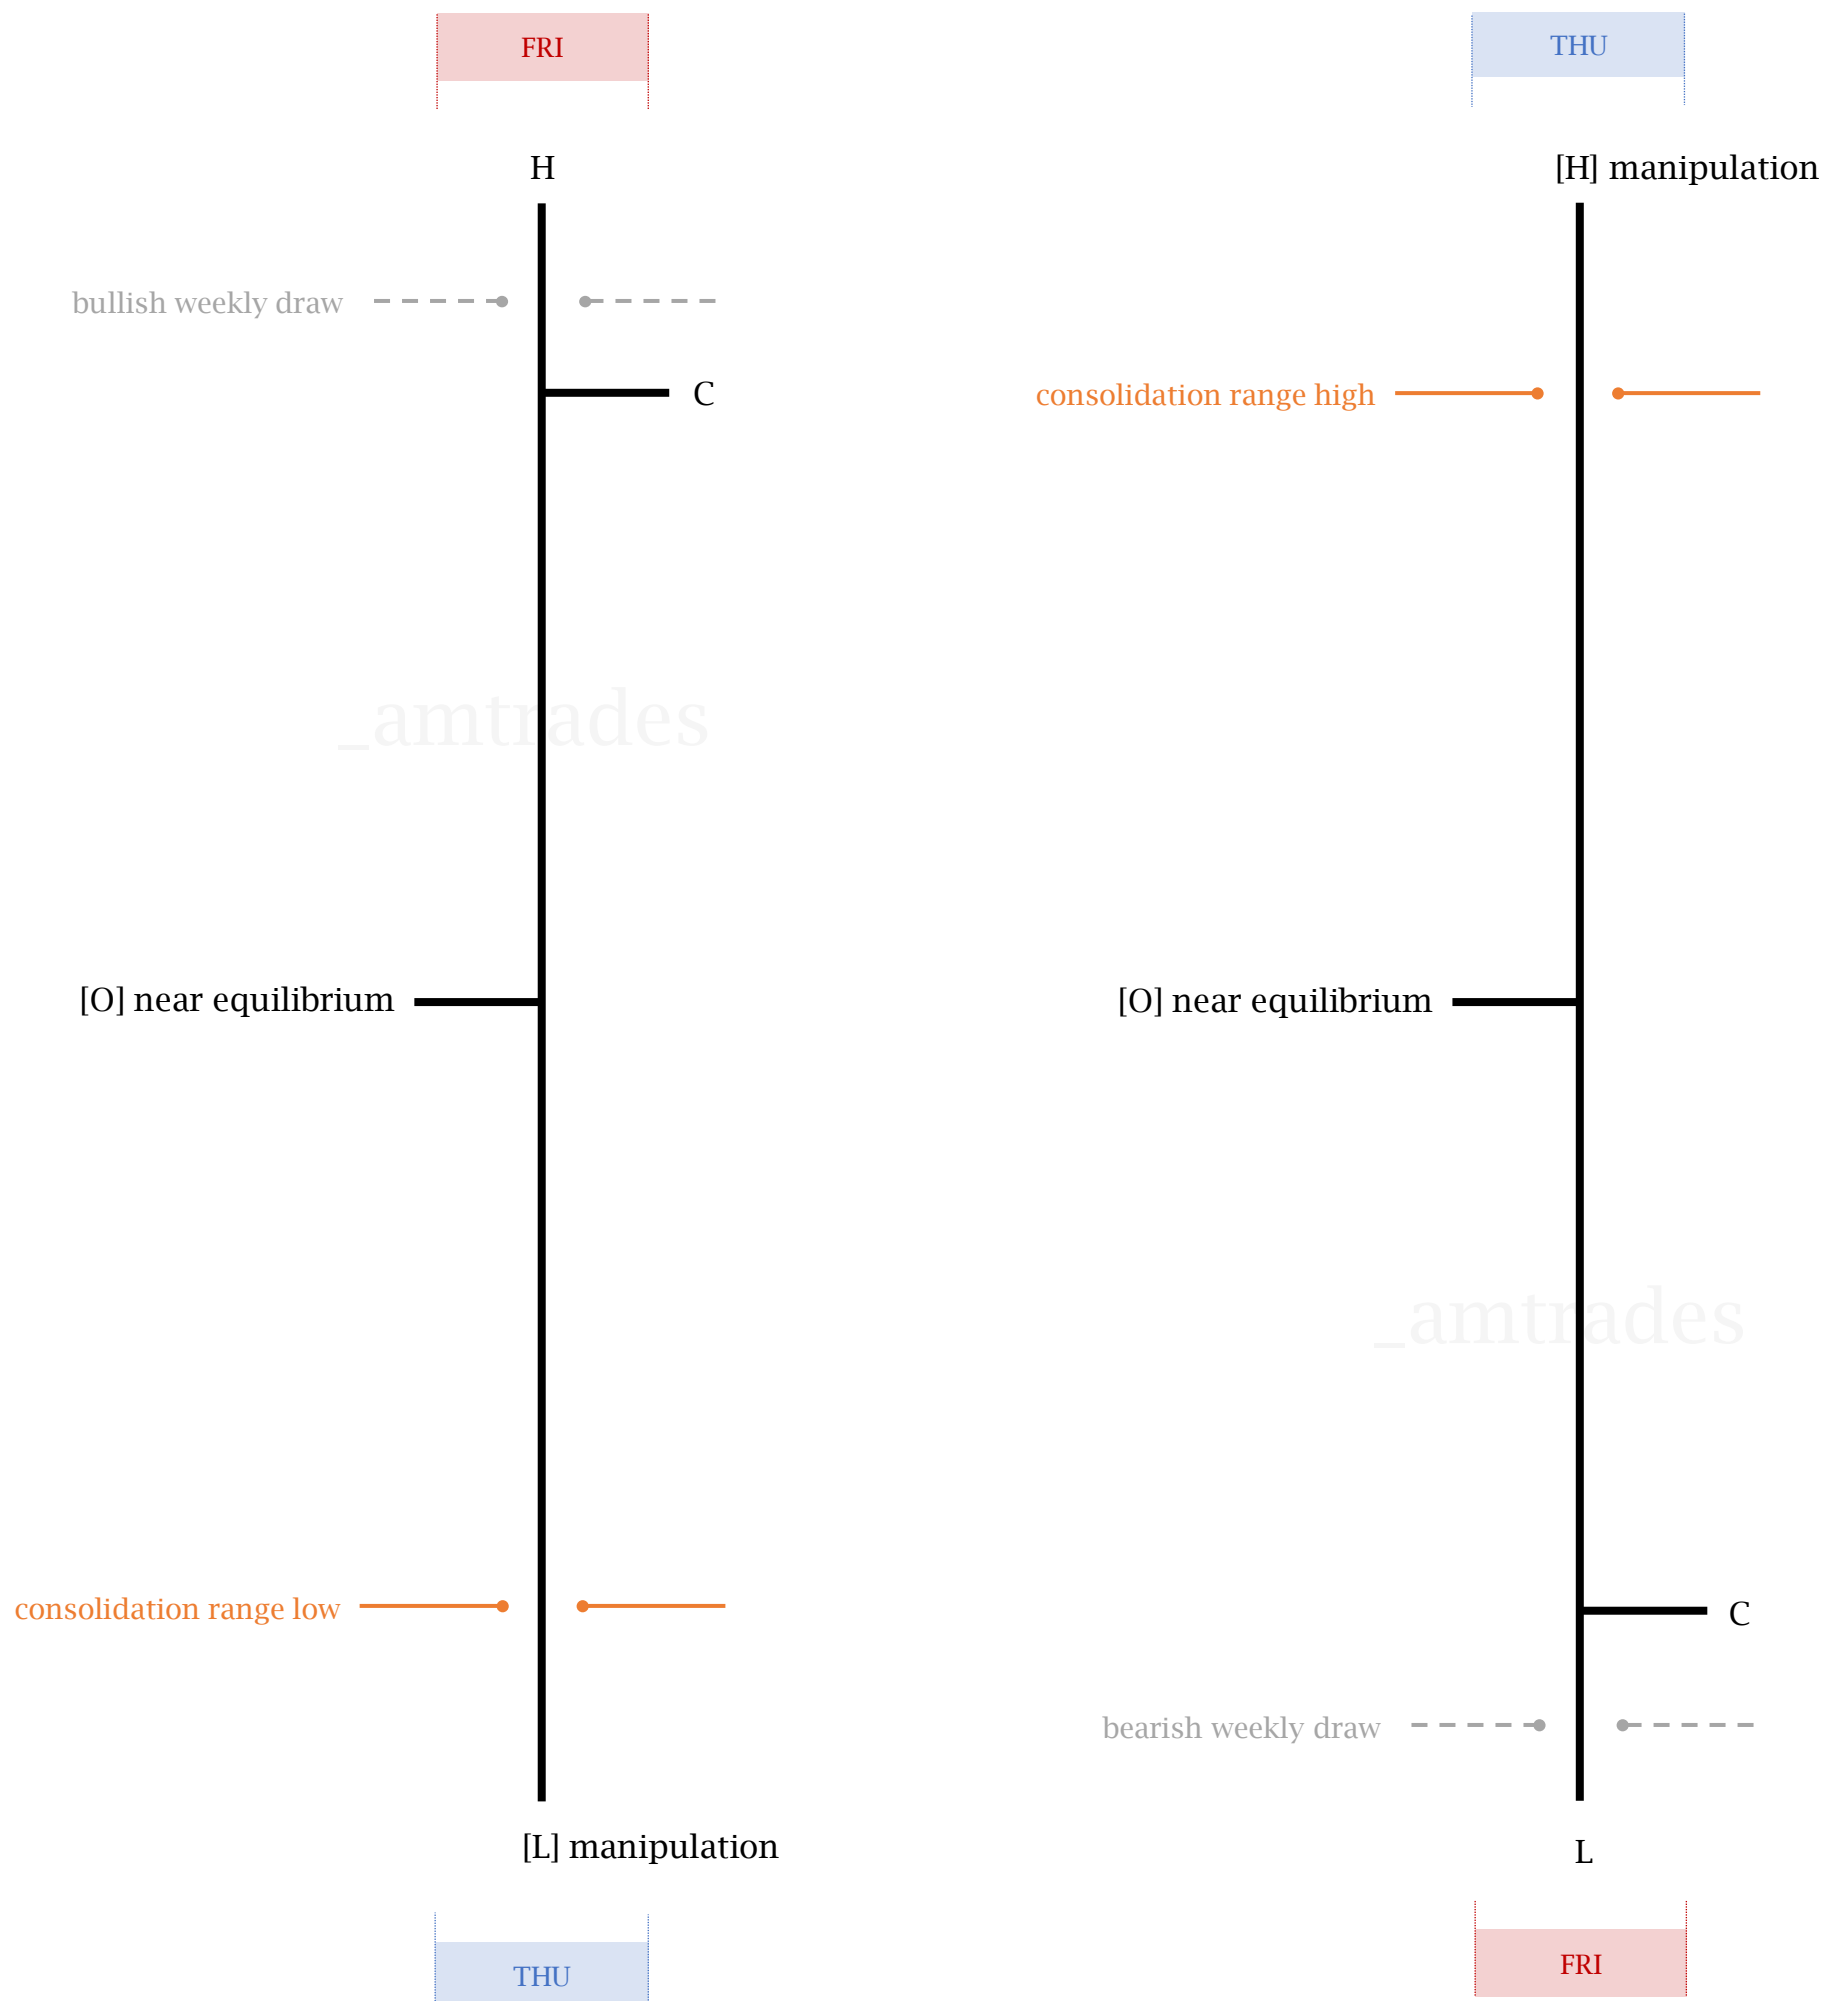 FRI
H
bullish weekly draw
C
_amtrades
[O] near equilibrium
consolidation range low
[L] manipulation
THU
THU
[H] manipulation
consolidation range high
[O] near equilibrium
_amtrades
C
bearish weekly draw
L
FRI